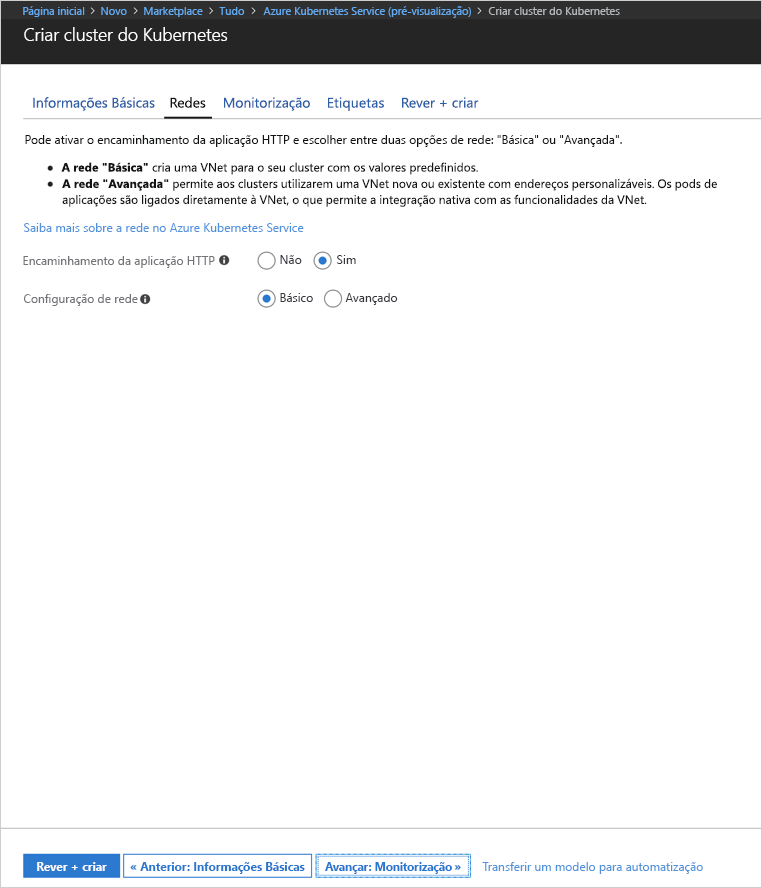 Página inicial > Novo > Marketplace > Tudo > Azure Kubernetes Service (pré-visualização) > Criar cluster do Kubernetes
Criar cluster do Kubernetes
Informações Básicas Redes Monitorização Etiquetas Rever + criar
Pode ativar o encaminhamento da aplicação HTTP e escolher entre duas opções de rede: "Básica" ou "Avançada".
• A rede "Básica" cria uma VNet para o seu cluster com os valores predefinidos.
• A rede "Avançada" permite aos clusters utilizarem uma VNet nova ou existente com endereços personalizáveis. Os pods de
aplicações são ligados diretamente à VNet, o que permite a integração nativa com as funcionalidades da VNet.
Saiba mais sobre a rede no Azure Kubernetes Service
Encaminhamento da aplicação HTTP Não Sim
Configuração de rede Básico Avançado
Rever + criar « Anterior: Informações Básicas Avançar: Monitorização » Transferir um modelo para automatização